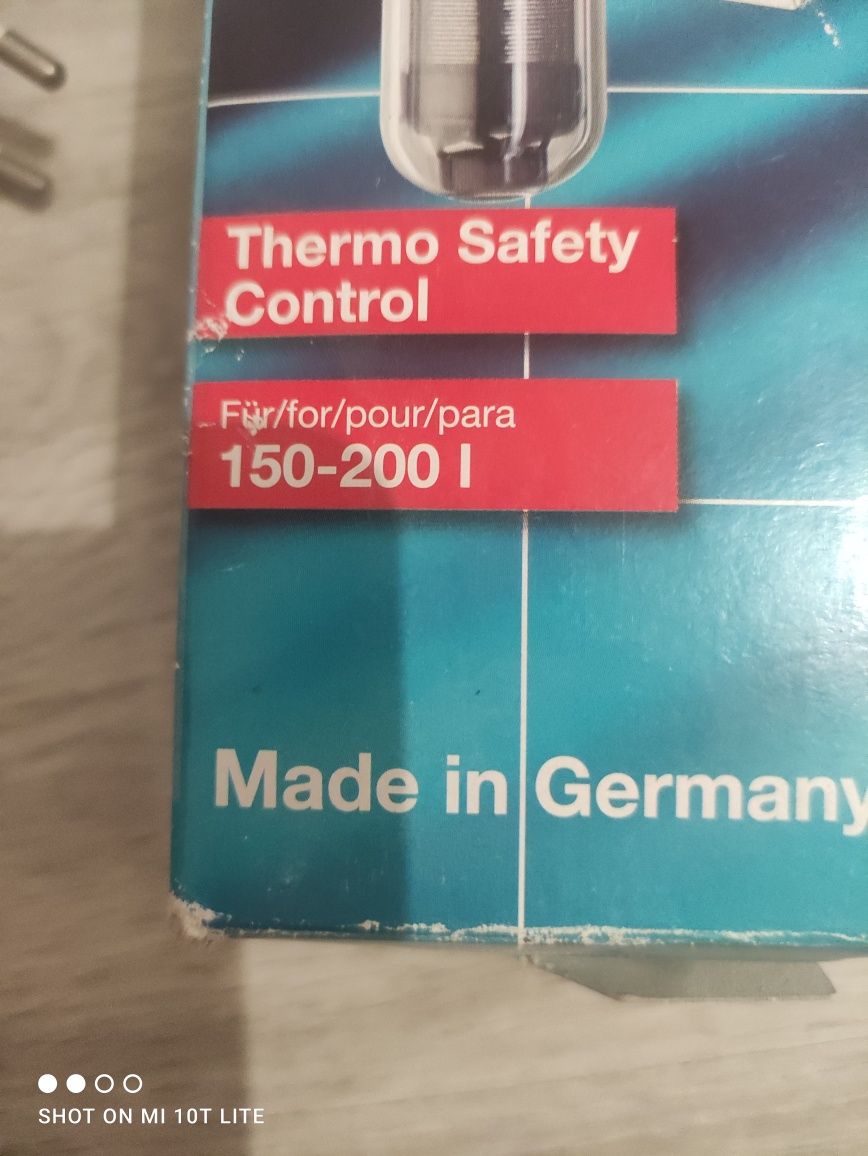 Thermo Safety
Control
Für/for/pour/para
150-200 l
Made in Germany
SHOT ON MI 10T LITE